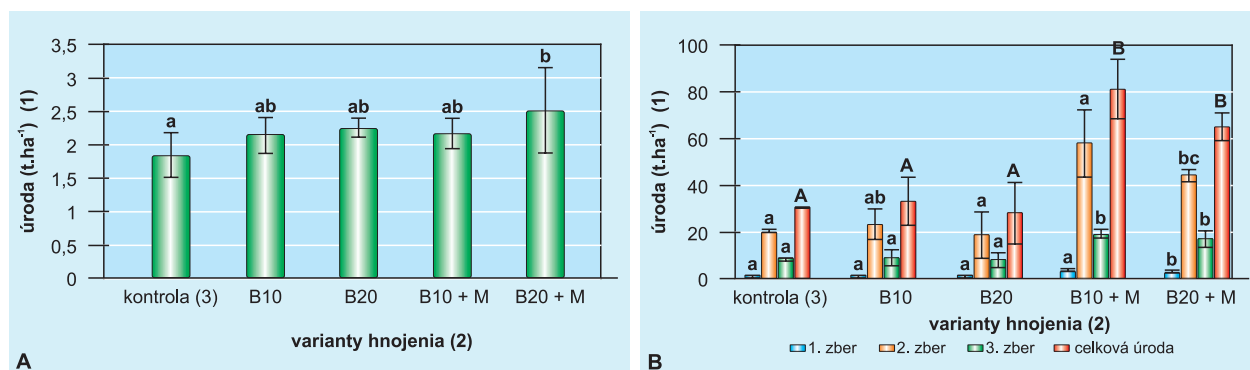 3,5
3
2,5
2
1,5
1
0,5
0
úroda (t.ha⁻¹) (1)
a
ab
ab
ab
b
kontrola (3) B10 B20 B10 + M B20 + M
varianty hnojenia (2)
A
100
80
60
40
20
0
úroda (t.ha⁻¹) (1)
a a a A
a ab a A
a a a A
a a b B
b bc b B
kontrola (3) B10 B20 B10 + M B20 + M
varianty hnojenia (2)
1. zber 2. zber 3. zber celková úroda
B